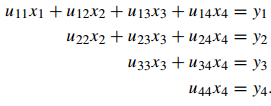 u₁₁x₁ + u₁₂x₂ + u₁₃x₃ + u₁₄x₄ = y₁
u₂₂x₂ + u₂₃x₃ + u₂₄x₄ = y₂
u₃₃x₃ + u₃₄x₄ = y₃
u₄₄x₄ = y₄.